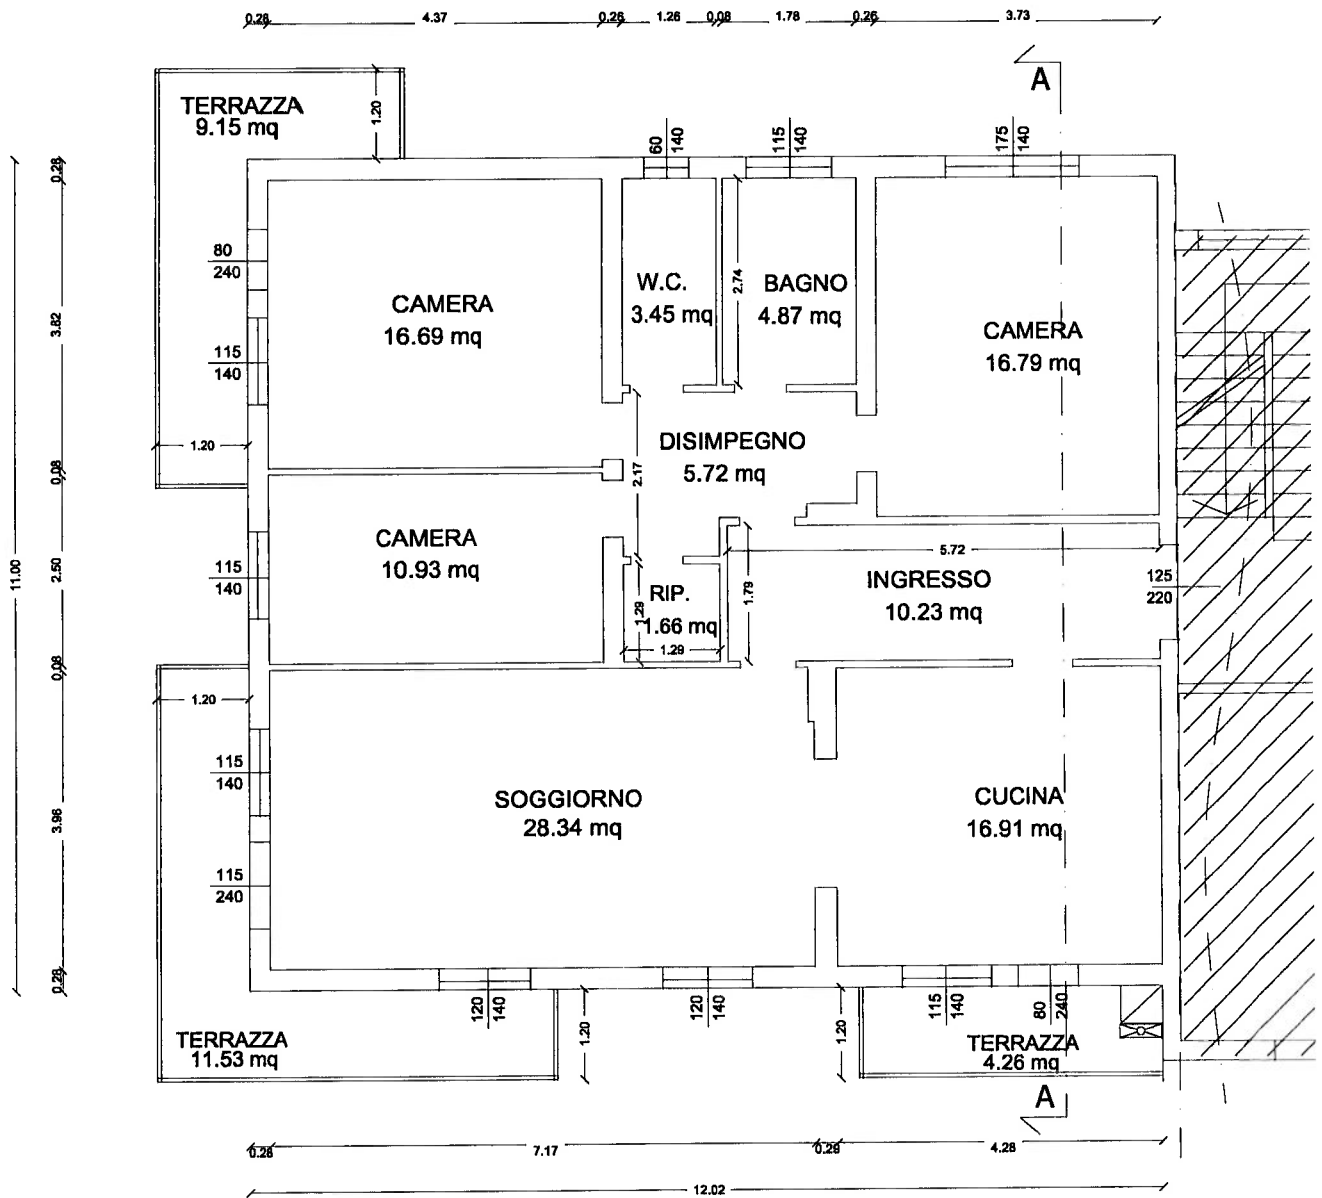 0.28 4.37 0.26 1.26 0.08 1.78 0.26 3.73
A
TERRAZZA
9.15 mq
1.20
60 140
115 140
175 140
0.28
80
240
3.82
115
140
1.20
CAMERA
16.69 mq
W.C.
3.45 mq
2.74
BAGNO
4.87 mq
CAMERA
16.79 mq
DISIMPEGNO
5.72 mq
2.17
0.08
CAMERA
10.93 mq
11.00
2.50
115
140
5.72
INGRESSO
10.23 mq
125
220
1.79
RIP.
1.66 mq
1.29
1.29
0.08
1.20
115
140
SOGGIORNO
28.34 mq
CUCINA
16.91 mq
3.98
115
240
0.28
120 140
120 140
115 140
80 240
1.20
1.20
TERRAZZA
11.53 mq
TERRAZZA
4.26 mq
A
0.28 7.17 0.29 4.28
12.02